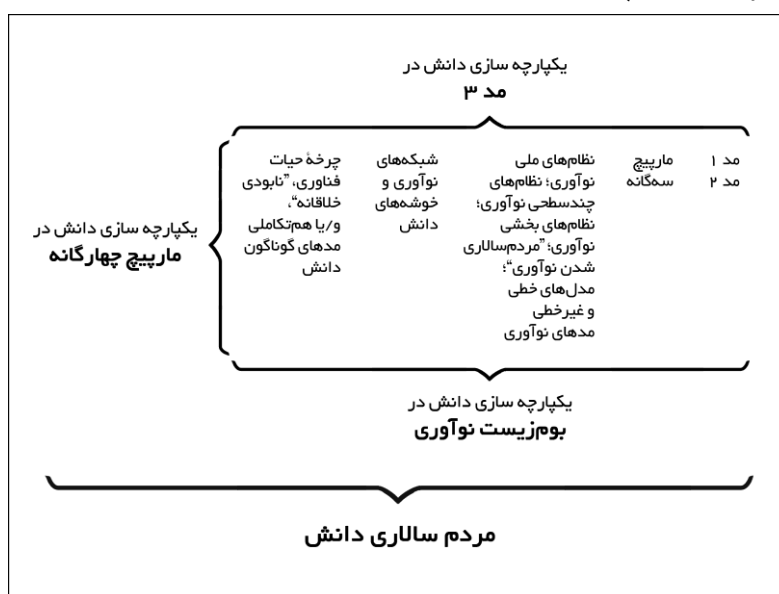 یکپارچه سازی دانش در
مد ۳
مد ۱
مد ۲
مارپیچ
سه‌گانه
نظام‌های ملی
نوآوری؛ نظام‌های
چندسطحی نوآوری؛
نظام‌های بخشی
نوآوری؛ ”مردم‌سالاری
شدن نوآوری“؛
مدل‌های خطی
و غیرخطی
مدهای نوآوری
شبکه‌های
نوآوری و
خوشه‌های
دانش
چرخهٔ حیات
فناوری، ”نابودی
خلاقانه“،
و/یا هم‌تکاملی
مدهای گوناگون
دانش
یکپارچه سازی دانش در
مارپیچ چهارگانه
یکپارچه سازی دانش در
بوم‌زیست نوآوری
مردم سالاری دانش